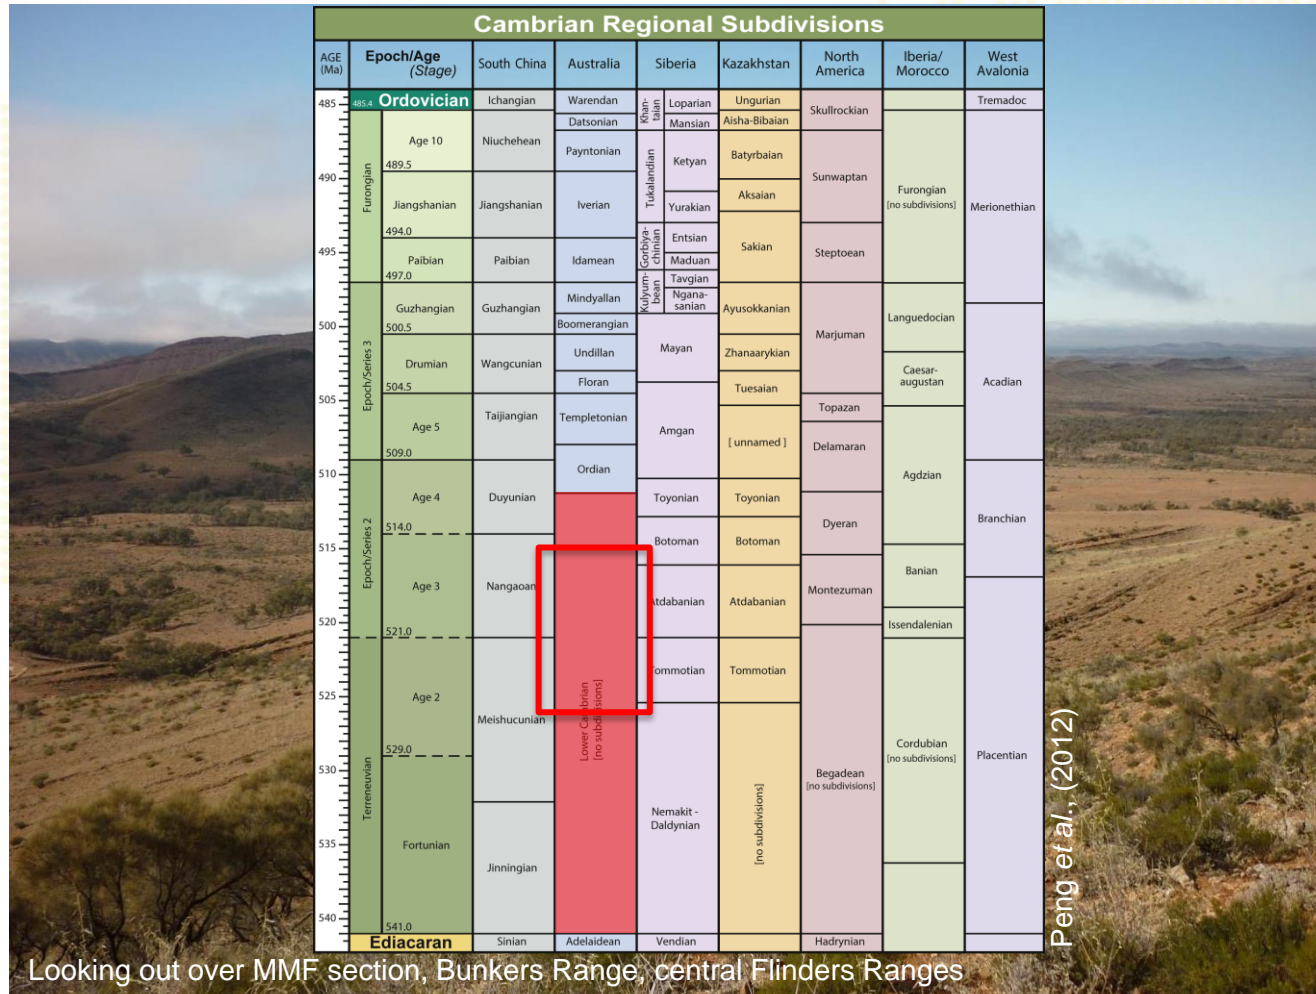 Cambrian Regional Subdivisions
AGE
(Ma)
Epoch/Age
(Stage)
South China
Australia
Siberia
Kazakhstan
North
America
Iberia/
Morocco
West
Avalonia
485
490
495
500
505
510
515
520
525
530
535
540
485.4 Ordovician
Furongian
Age 10
489.5
Jiangshanian
494.0
Paibian
497.0
Epoch/Series 3
Guzhangian
500.5
Drumian
504.5
Age 5
509.0
Epoch/Series 2
Age 4
514.0
Age 3
521.0
Terreneuvian
Age 2
529.0
Fortunian
541.0
Ediacaran
Ichangian
Niuchehean
Jiangshanian
Paibian
Guzhangian
Wangcunian
Taijiangian
Duyunian
Nangaoan
Meishucunian
Jinningian
Sinian
Warendan
Datsonian
Payntonian
Iverian
Idamean
Mindyallan
Boomerangian
Undillan
Floran
Templetonian
Ordian
Lower Cambrian
[no subdivisions]
Adelaidean
Khan-
taian
Loparian
Mansian
Tukalandian
Ketyan
Yurakian
Gorbiya-
chinian
Entsian
Maduan
Kulyum-
bean
Tavgian
Ngana-
sanian
Mayan
Amgan
Toyonian
Botoman
Atdabanian
Tommotian
Nemakit -
Daldynian
Vendian
Ungurian
Aisha-Bibaian
Batyrbaian
Aksaian
Sakian
Ayusokkanian
Zhanaarykian
Tuesaian
[ unnamed ]
Toyonian
Botoman
Atdabanian
Tommotian
[no subdivisions]
Skullrockian
Sunwaptan
Steptoean
Marjuman
Topazan
Delamaran
Dyeran
Montezuman
Begadean
[no subdivisions]
Hadrynian
Furongian
[no subdivisions]
Languedocian
Caesar-
augustan
Agdzian
Banian
Issendalenian
Cordubian
[no subdivisions]
Tremadoc
Merionethian
Acadian
Branchian
Placentian
Peng et al., (2012)
Looking out over MMF section, Bunkers Range, central Flinders Ranges